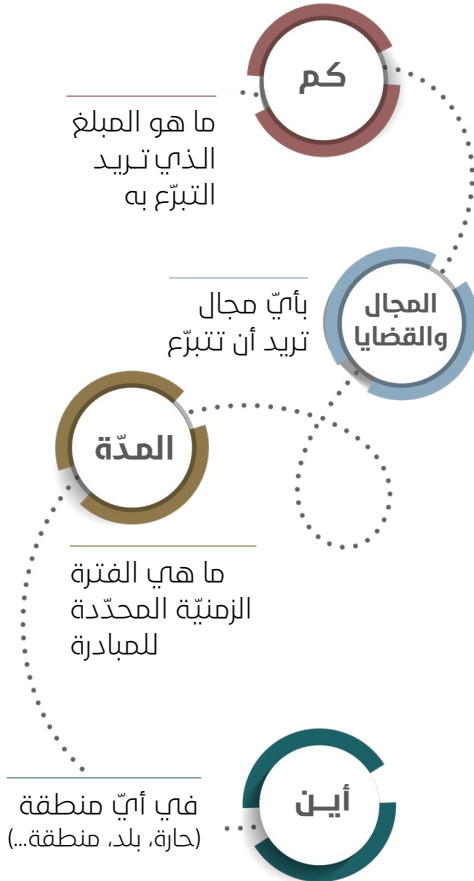 كم
ما هو المبلغ
الذي تـريـد
التبرّع به
المجال
والقضايا
بأيّ مجال
تريد أن تتبرّع
المدّة
ما هي الفترة
الزمنيّة المحدّدة
للمبادرة
أيـن
في أيّ منطقة
(حارة، بلد، منطقة...)